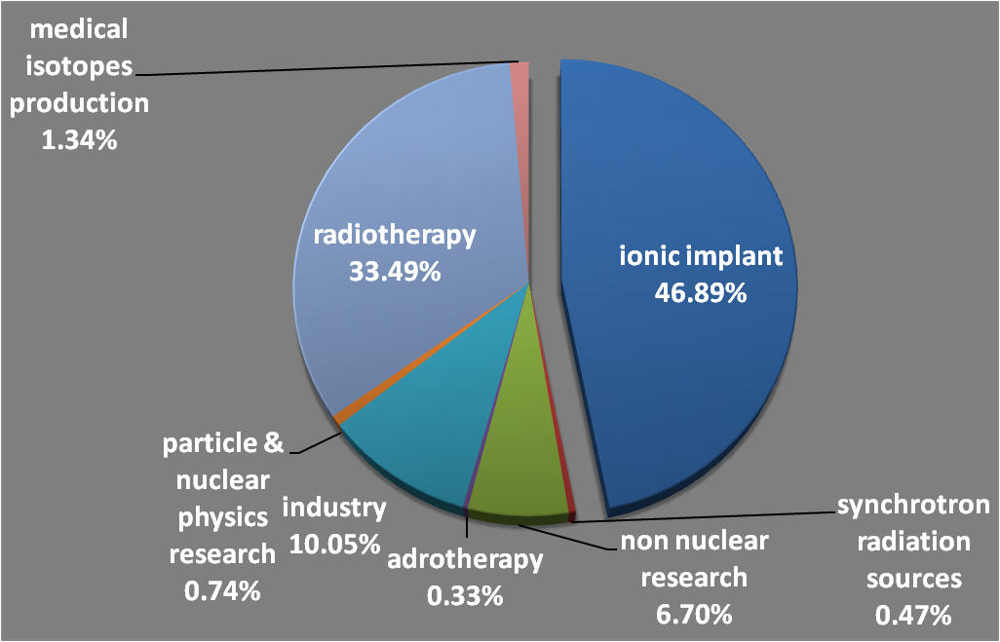 medical
isotopes
production
1.34%
radiotherapy
33.49%
ionic implant
46.89%
particle &
nuclear
physics
research
0.74%
industry
10.05%
adrotherapy
0.33%
non nuclear
research
6.70%
synchrotron
radiation
sources
0.47%